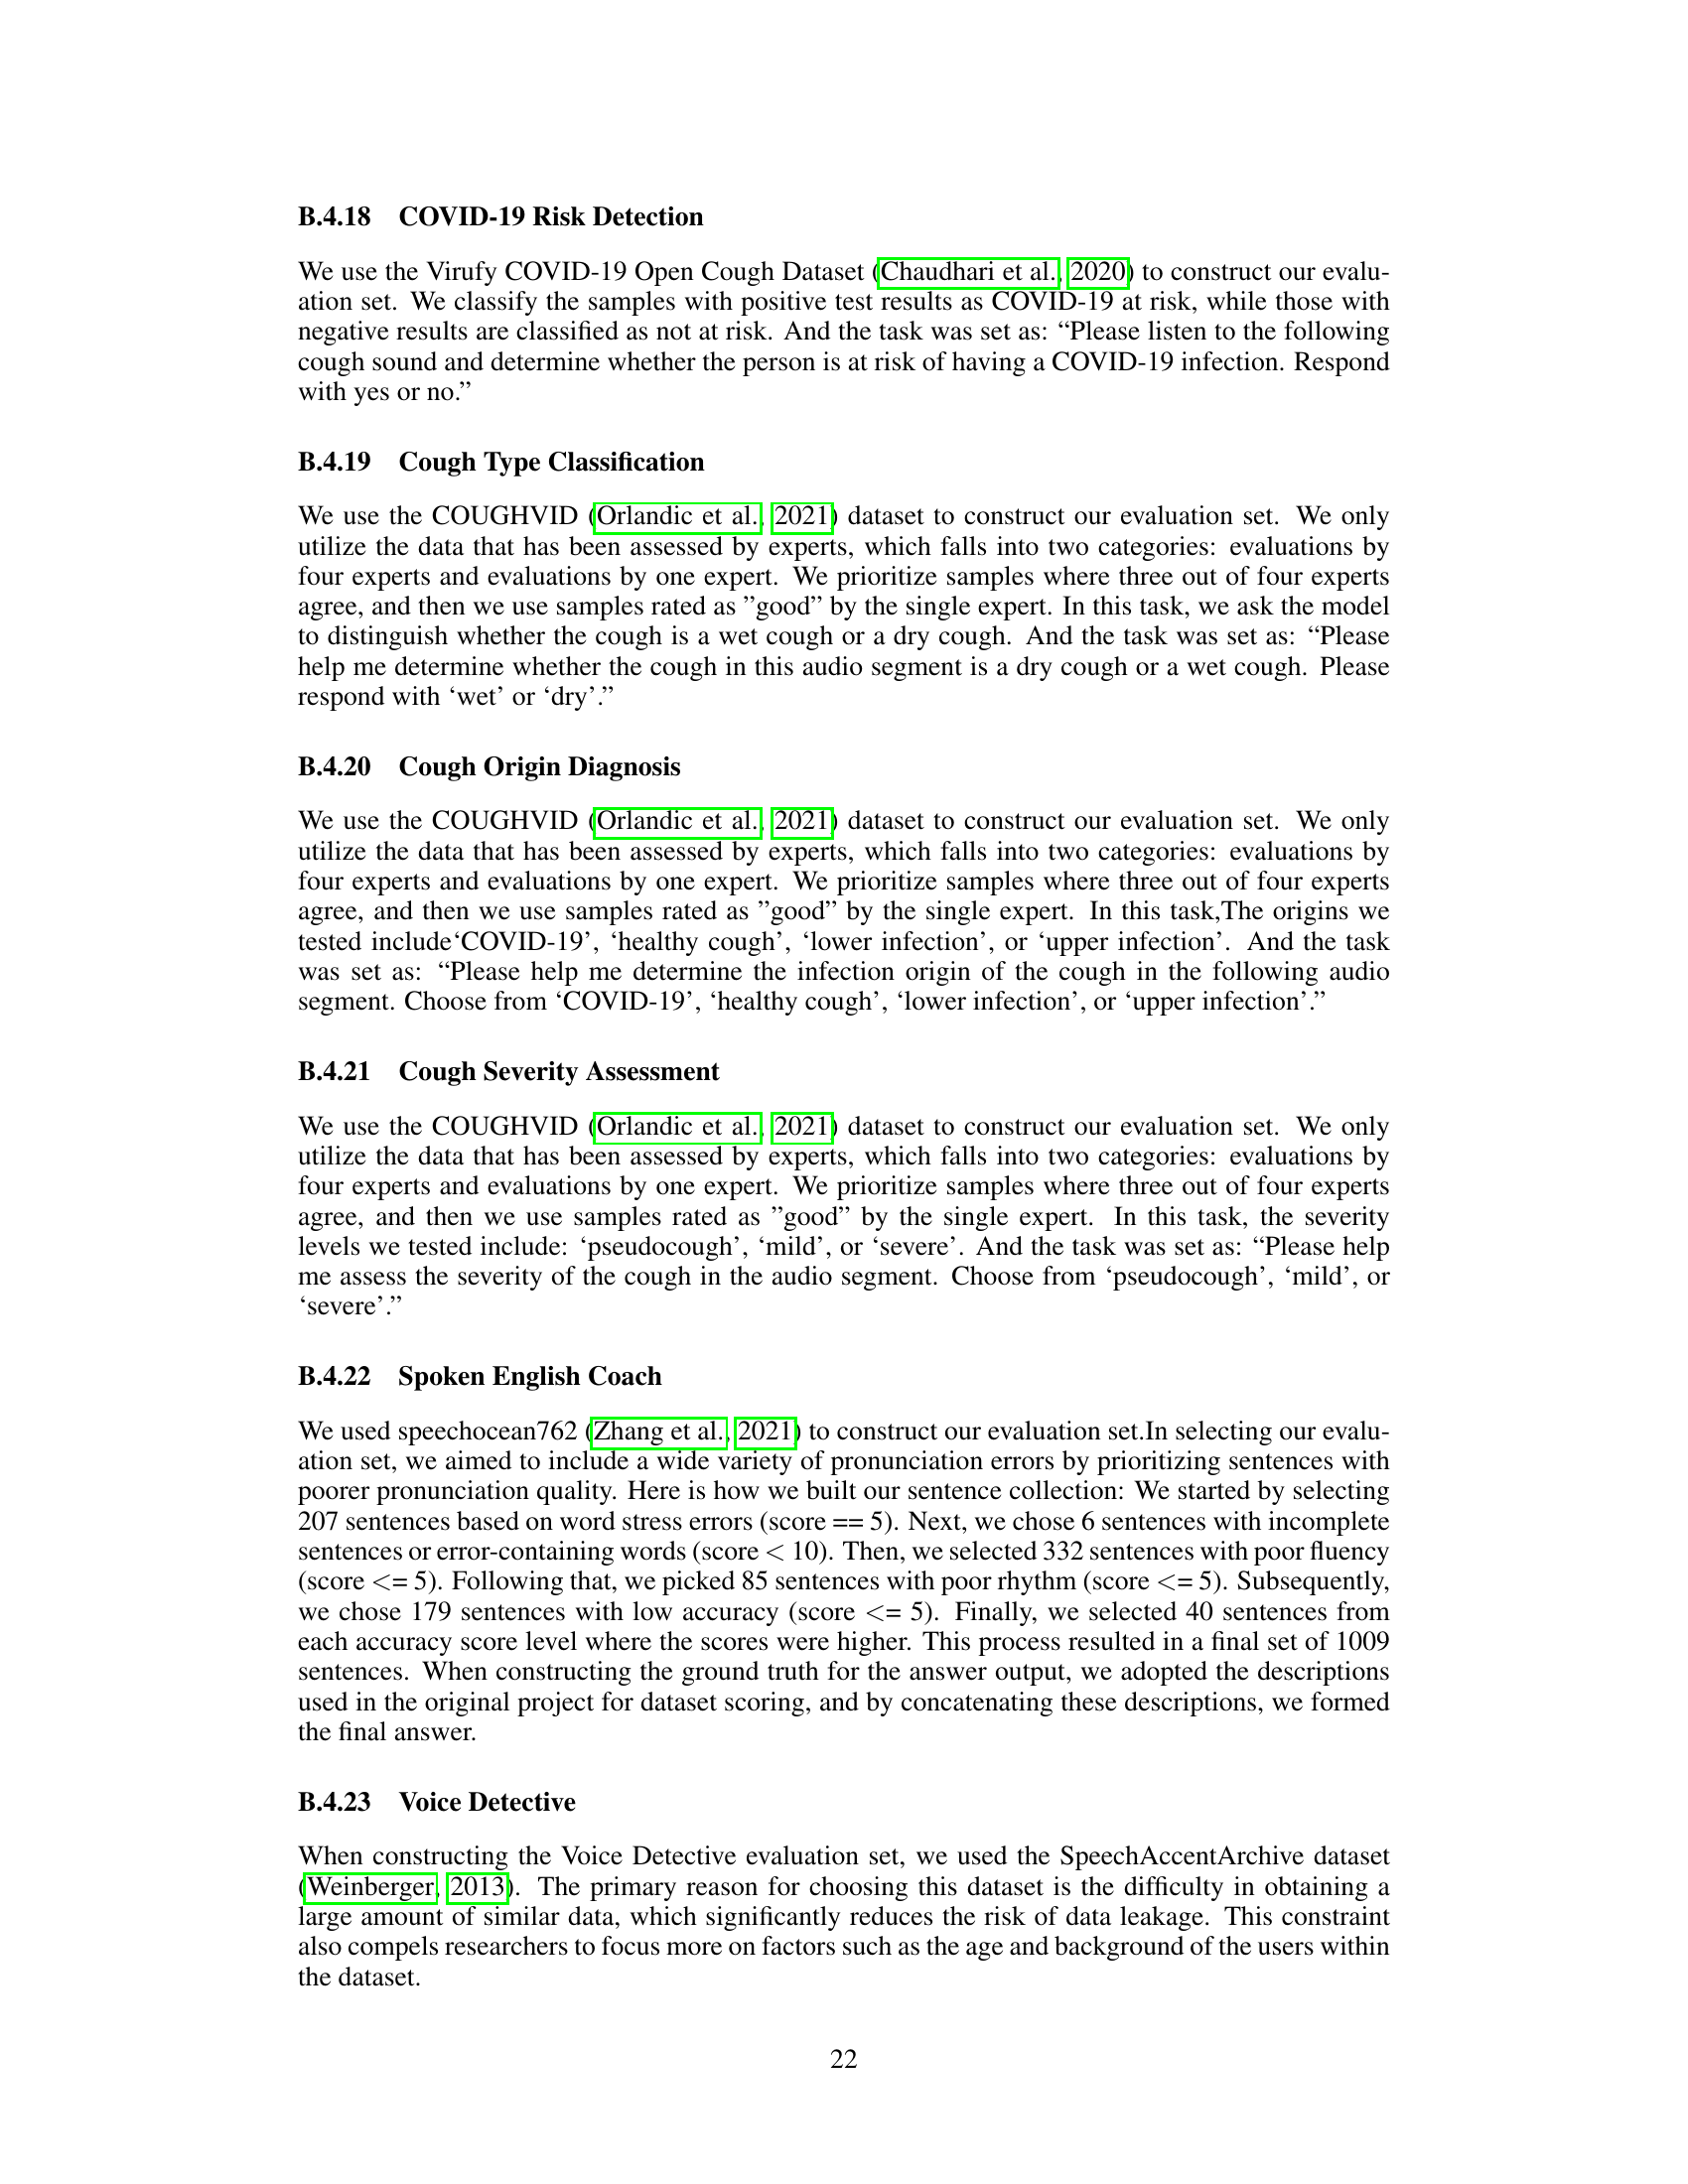 B.4.18 COVID-19 Risk Detection
We use the Virufy COVID-19 Open Cough Dataset (Chaudhari et al., 2020) to construct our evalu-
ation set. We classify the samples with positive test results as COVID-19 at risk, while those with
negative results are classified as not at risk. And the task was set as: “Please listen to the following
cough sound and determine whether the person is at risk of having a COVID-19 infection. Respond
with yes or no.”
B.4.19 Cough Type Classification
We use the COUGHVID (Orlandic et al., 2021) dataset to construct our evaluation set. We only
utilize the data that has been assessed by experts, which falls into two categories: evaluations by
four experts and evaluations by one expert. We prioritize samples where three out of four experts
agree, and then we use samples rated as ”good” by the single expert. In this task, we ask the model
to distinguish whether the cough is a wet cough or a dry cough. And the task was set as: “Please
help me determine whether the cough in this audio segment is a dry cough or a wet cough. Please
respond with ‘wet’ or ‘dry’.”
B.4.20 Cough Origin Diagnosis
We use the COUGHVID (Orlandic et al., 2021) dataset to construct our evaluation set. We only
utilize the data that has been assessed by experts, which falls into two categories: evaluations by
four experts and evaluations by one expert. We prioritize samples where three out of four experts
agree, and then we use samples rated as ”good” by the single expert. In this task,The origins we
tested include‘COVID-19’, ‘healthy cough’, ‘lower infection’, or ‘upper infection’. And the task
was set as: “Please help me determine the infection origin of the cough in the following audio
segment. Choose from ‘COVID-19’, ‘healthy cough’, ‘lower infection’, or ‘upper infection’.”
B.4.21 Cough Severity Assessment
We use the COUGHVID (Orlandic et al., 2021) dataset to construct our evaluation set. We only
utilize the data that has been assessed by experts, which falls into two categories: evaluations by
four experts and evaluations by one expert. We prioritize samples where three out of four experts
agree, and then we use samples rated as ”good” by the single expert. In this task, the severity
levels we tested include: ‘pseudocough’, ‘mild’, or ‘severe’. And the task was set as: “Please help
me assess the severity of the cough in the audio segment. Choose from ‘pseudocough’, ‘mild’, or
‘severe’.”
B.4.22 Spoken English Coach
We used speechocean762 (Zhang et al., 2021) to construct our evaluation set.In selecting our evalu-
ation set, we aimed to include a wide variety of pronunciation errors by prioritizing sentences with
poorer pronunciation quality. Here is how we built our sentence collection: We started by selecting
207 sentences based on word stress errors (score == 5). Next, we chose 6 sentences with incomplete
sentences or error-containing words (score < 10). Then, we selected 332 sentences with poor fluency
(score <= 5). Following that, we picked 85 sentences with poor rhythm (score <= 5). Subsequently,
we chose 179 sentences with low accuracy (score <= 5). Finally, we selected 40 sentences from
each accuracy score level where the scores were higher. This process resulted in a final set of 1009
sentences. When constructing the ground truth for the answer output, we adopted the descriptions
used in the original project for dataset scoring, and by concatenating these descriptions, we formed
the final answer.
B.4.23 Voice Detective
When constructing the Voice Detective evaluation set, we used the SpeechAccentArchive dataset
(Weinberger, 2013). The primary reason for choosing this dataset is the difficulty in obtaining a
large amount of similar data, which significantly reduces the risk of data leakage. This constraint
also compels researchers to focus more on factors such as the age and background of the users within
the dataset.
22